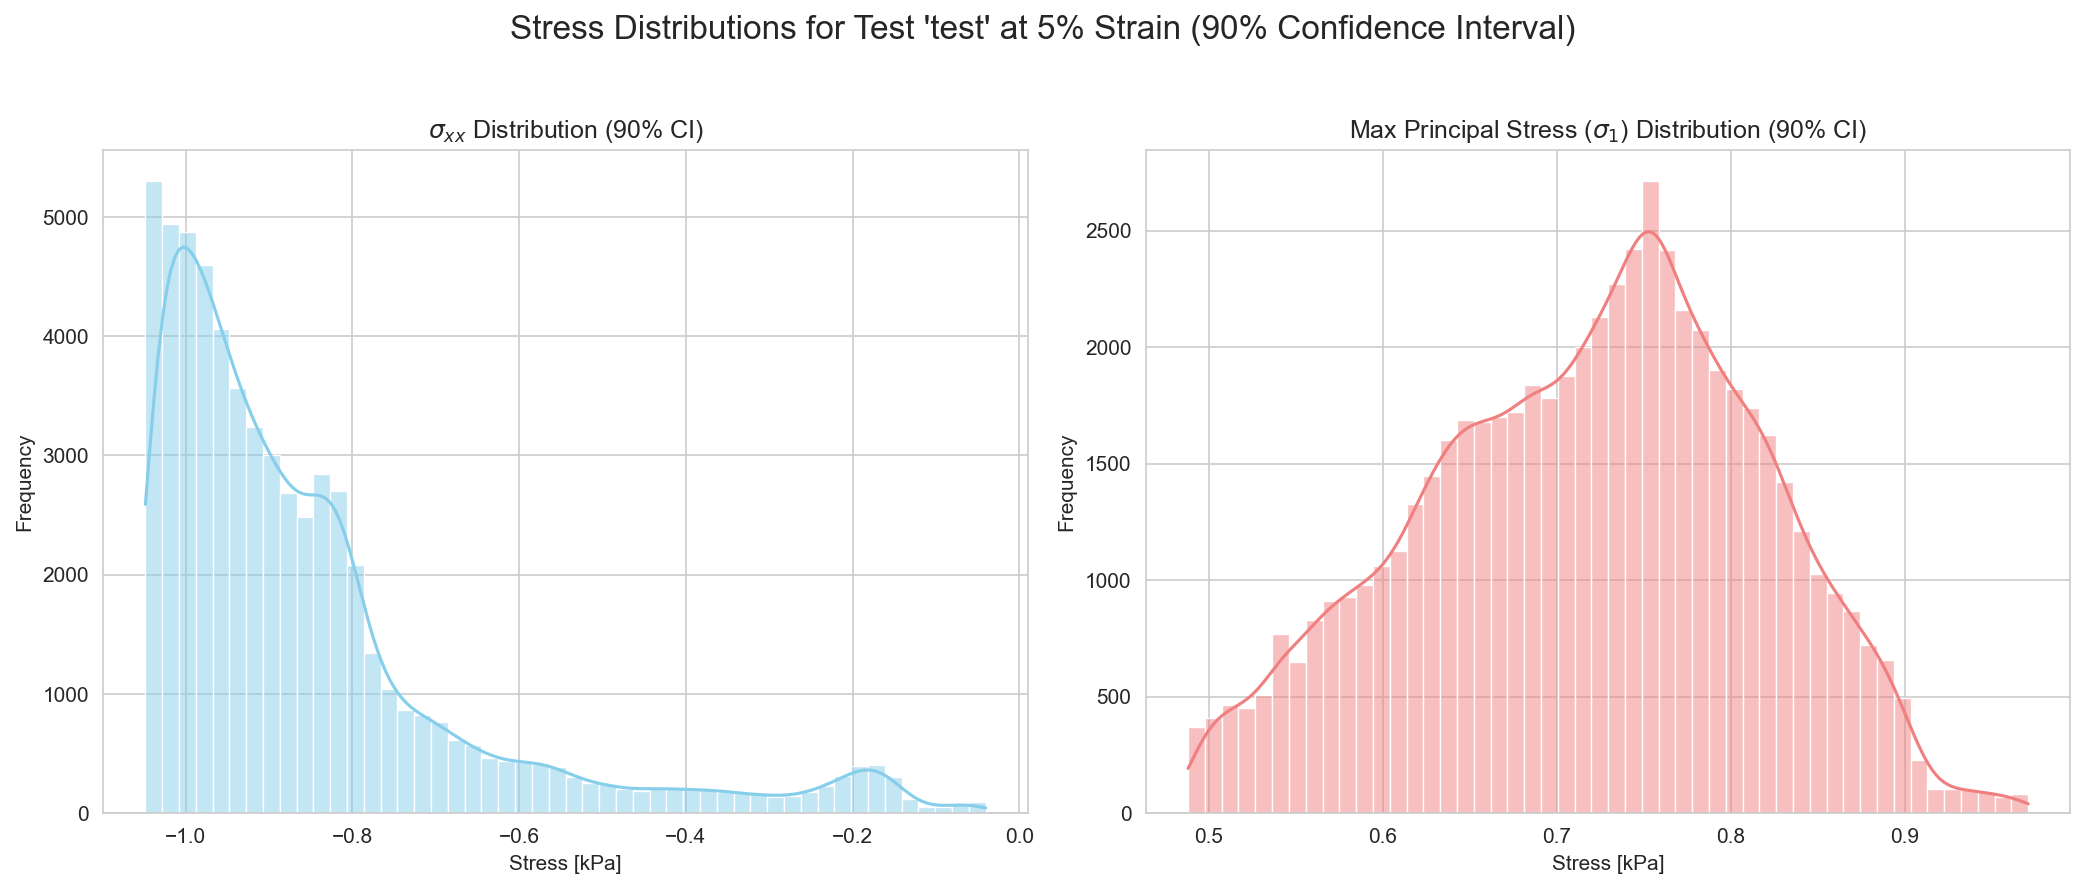 Stress Distributions for Test 'test' at 5% Strain (90% Confidence Interval)
σxx Distribution (90% CI)
Frequency
5000
4000
3000
2000
1000
0
−1.0 −0.8 −0.6 −0.4 −0.2 0.0
Stress [kPa]
Max Principal Stress (σ1) Distribution (90% CI)
Frequency
2500
2000
1500
1000
500
0
0.5 0.6 0.7 0.8 0.9
Stress [kPa]